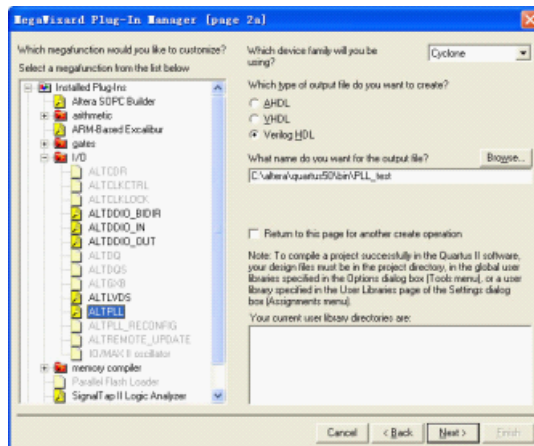 MegaWizard Plug-In Manager [page 2a]
Which megafunction would you like to customize?
Select a megafunction from the list below
Installed Plug-Ins
Altera SOPC Builder
arithmetic
ARM-Based Excalibur
gates
I/O
ALTCDR
ALTCLKCTRL
ALTCLKLOCK
ALTDDIO_BIDIR
ALTDDIO_IN
ALTDDIO_OUT
ALTDQ
ALTDQS
ALTGXB
ALTLVDS
ALTPLL
ALTPLL_RECONFIG
ALTREMOTE_UPDATE
IO/MAX II oscillator
memory compiler
Parallel Flash Loader
SignalTap II Logic Analyzer
Which device family will you be
using?
Cyclone
Which type of output file do you want to create?
AHDL
VHDL
Verilog HDL
What name do you want for the output file?
Browse...
C:\altera\quartus50\bin\PLL_test
Return to this page for another create operation
Note: To compile a project successfully in the Quartus II software,
your design files must be in the project directory, in the global user
libraries specified in the Options dialog box (Tools menu), or a user
library specified in the User Libraries page of the Settings dialog
box (Assignments menu).
Your current user library directories are:
Cancel
< Back
Next >
Finish